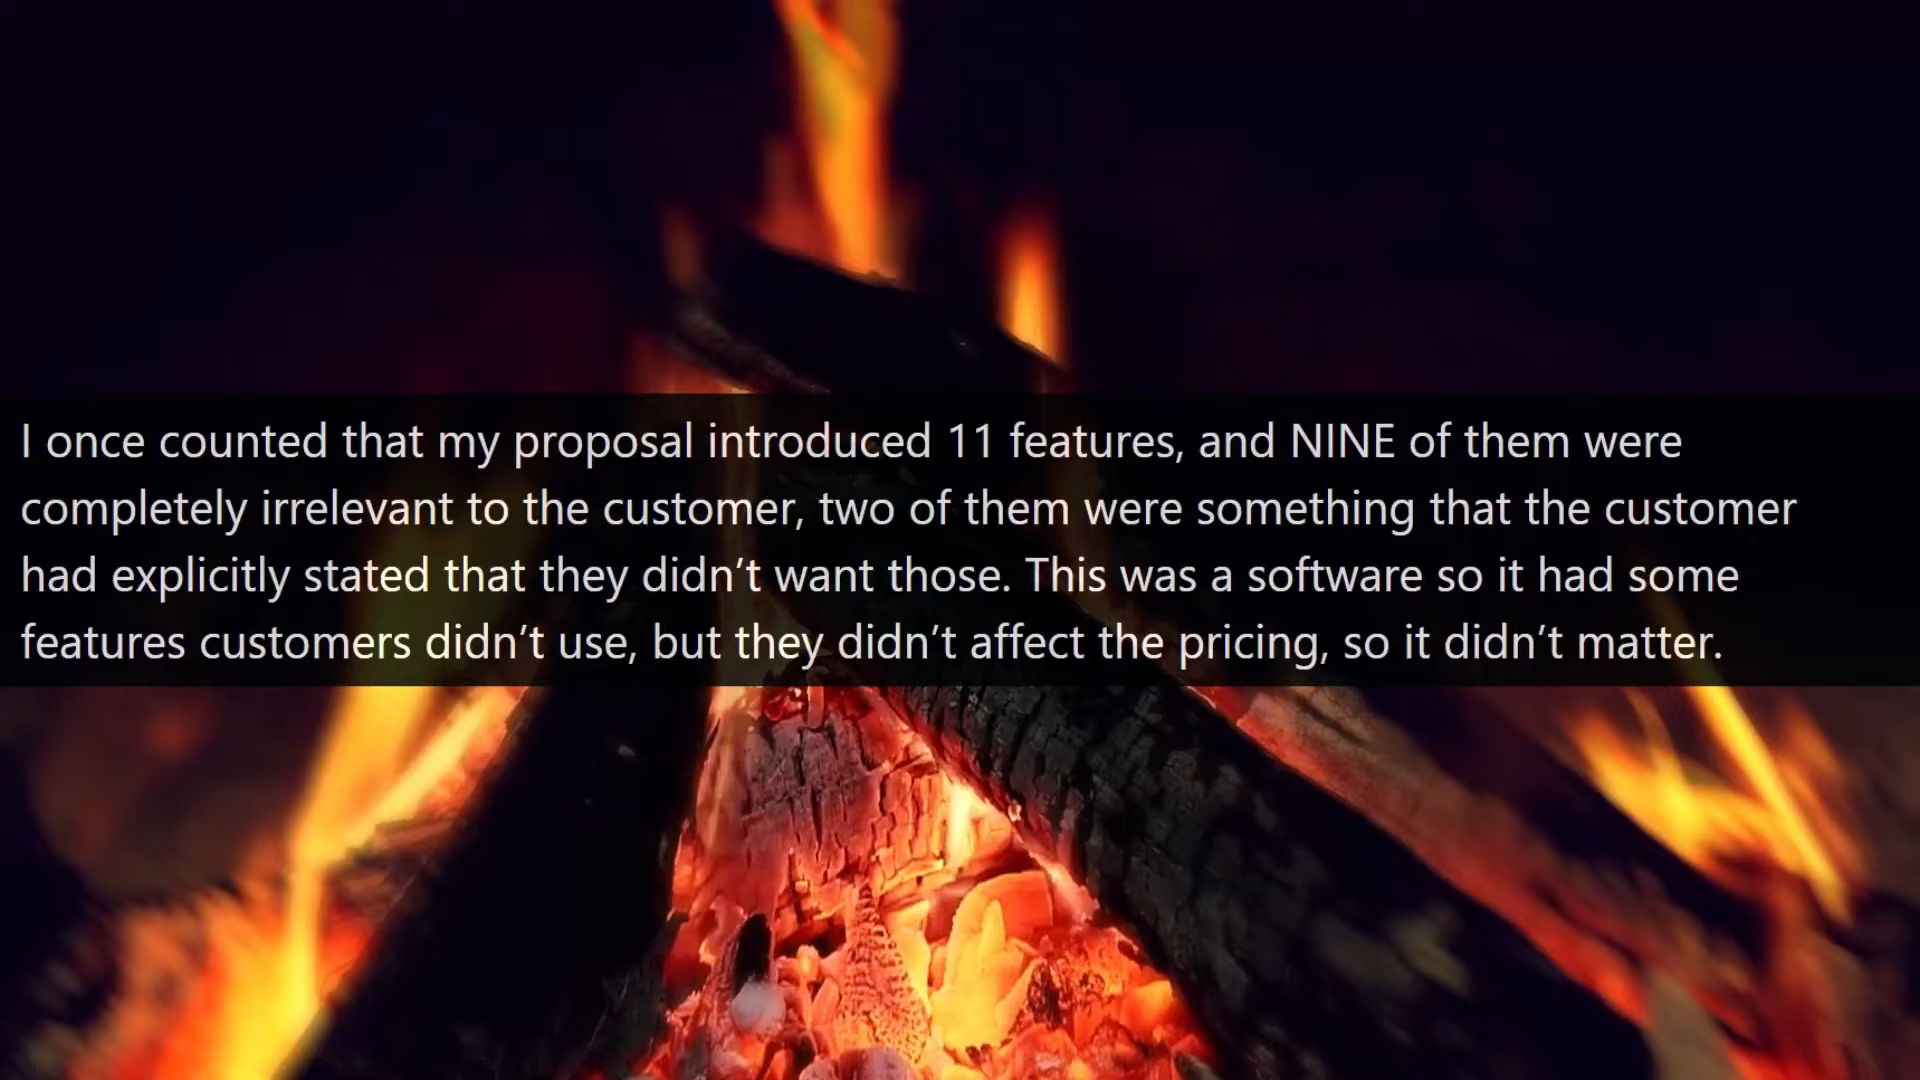 I once counted that my proposal introduced 11 features, and NINE of them were
completely irrelevant to the customer, two of them were something that the customer
had explicitly stated that they didn’t want those. This was a software so it had some
features customers didn’t use, but they didn’t affect the pricing, so it didn’t matter.